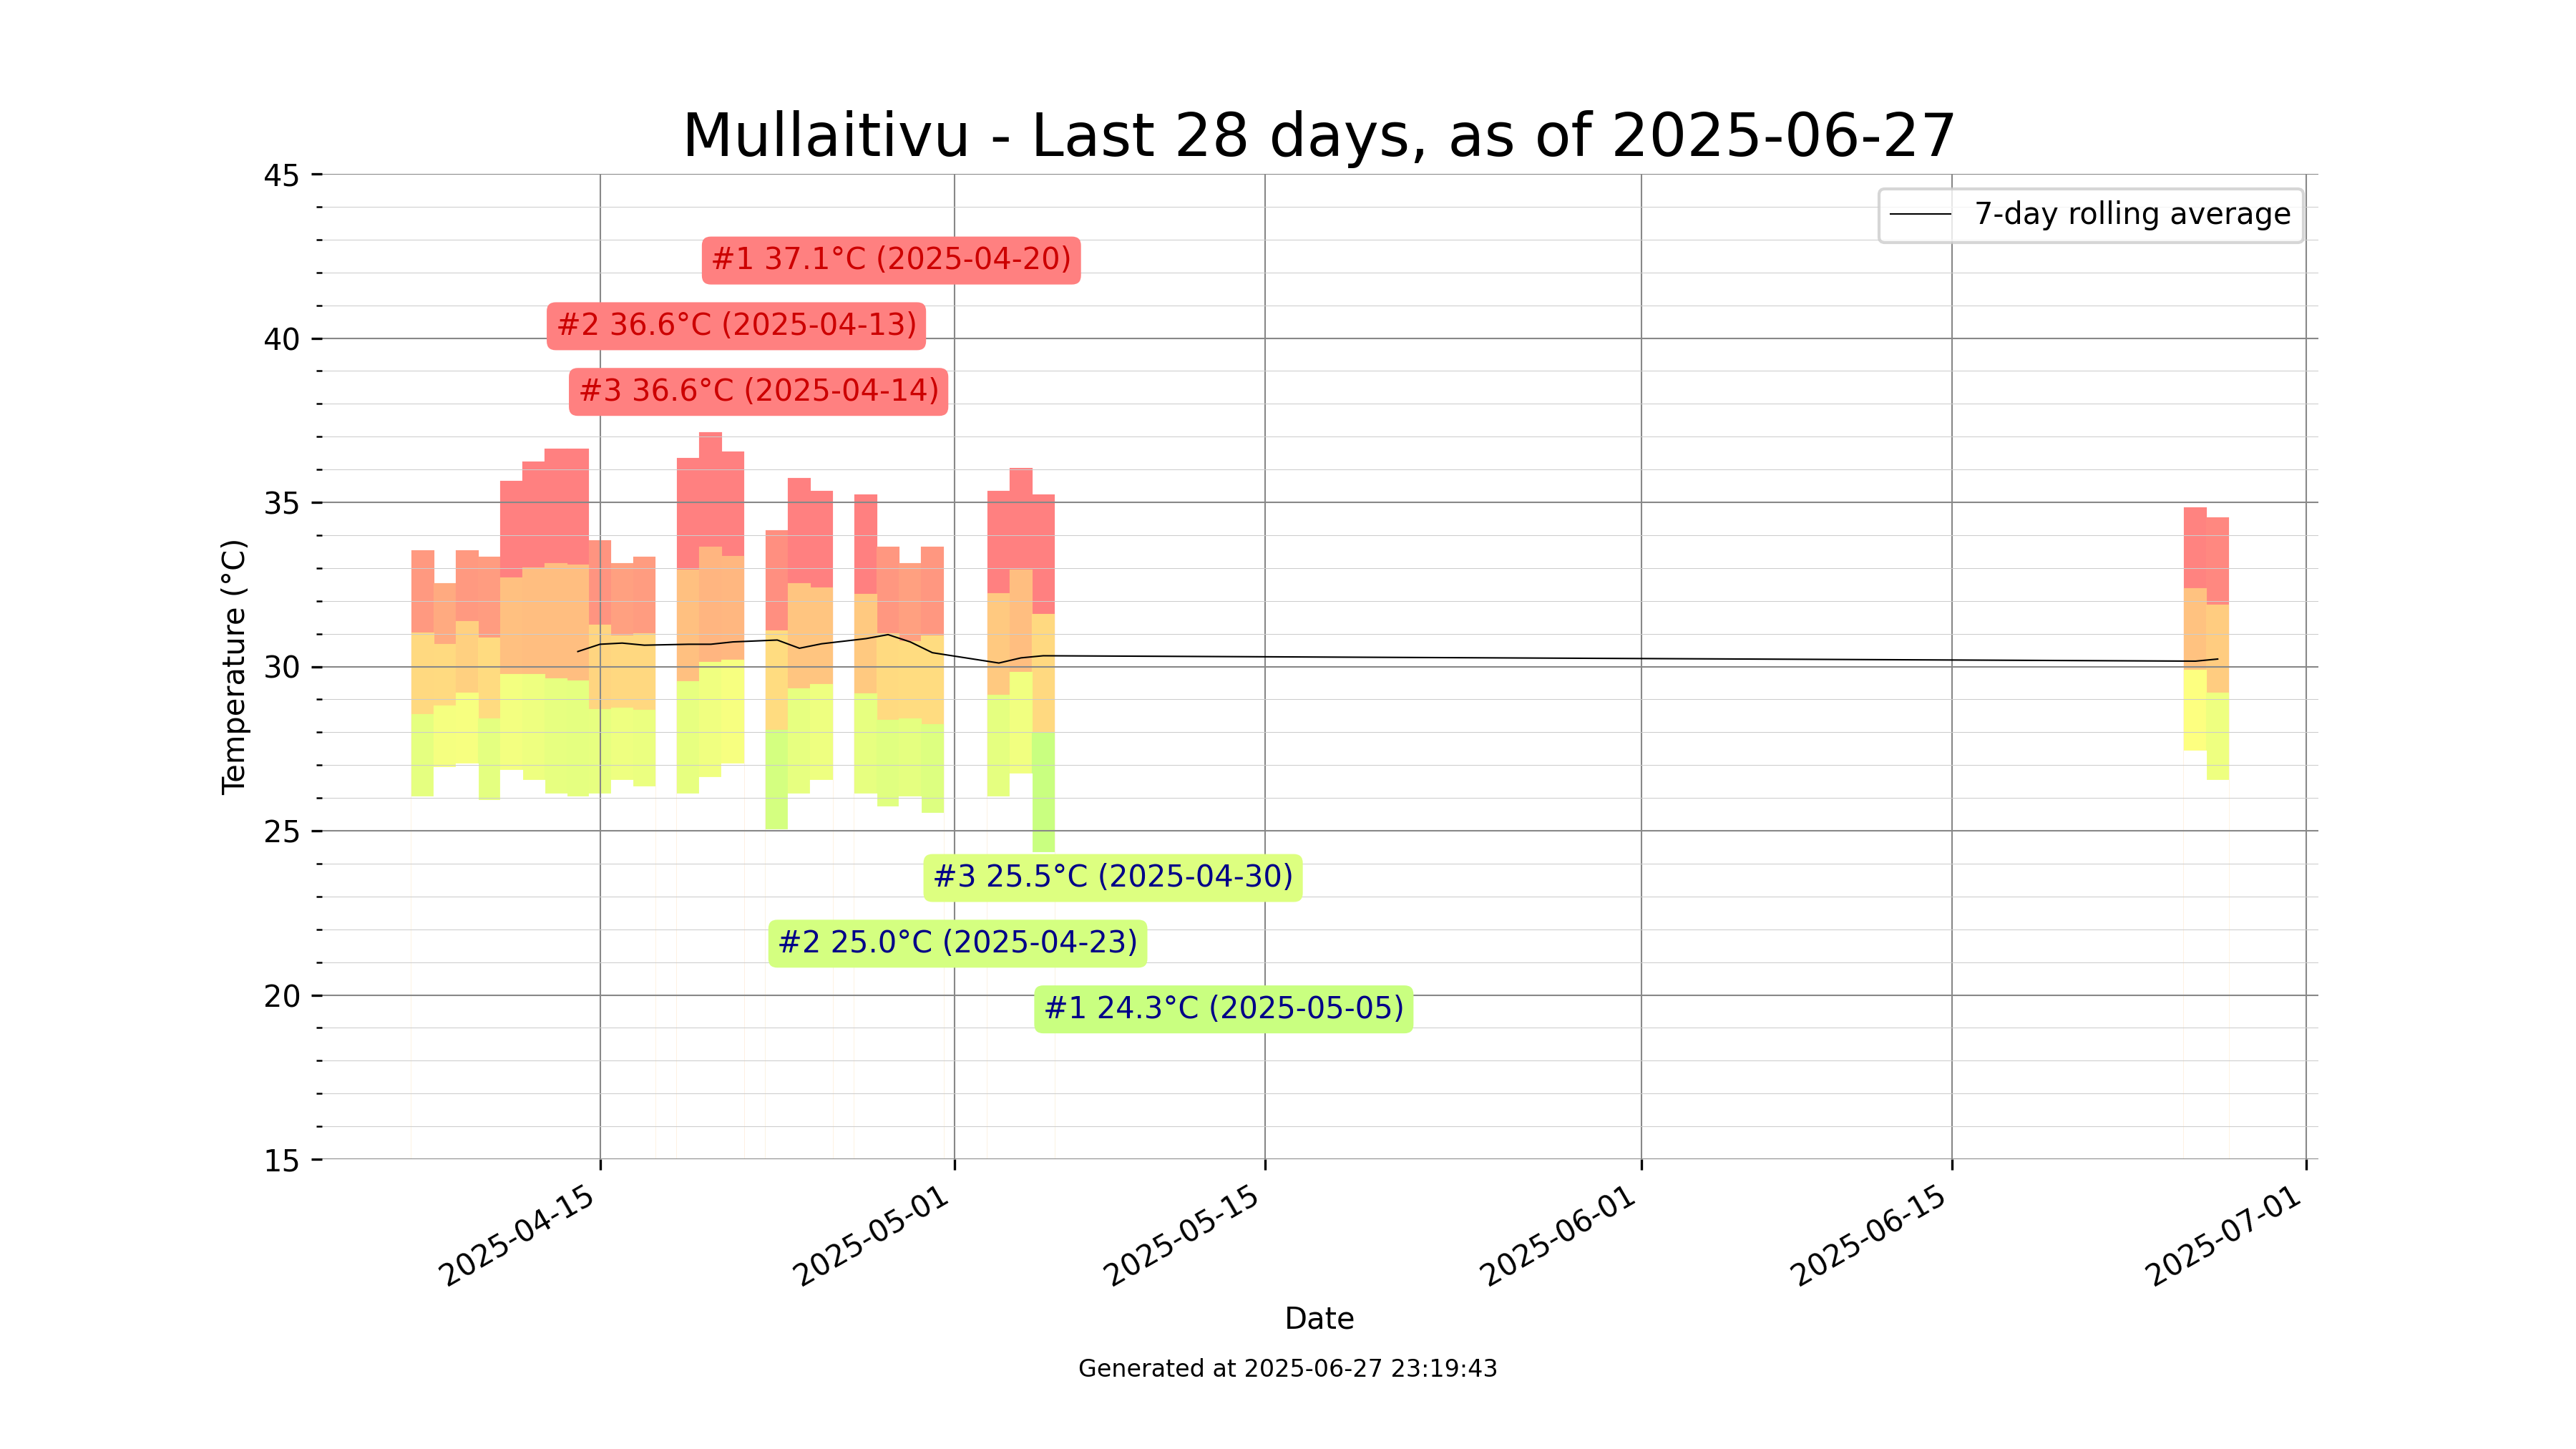 Mullaitivu - Last 28 days, as of 2025-06-27
7-day rolling average
#1 37.1°C (2025-04-20)
#2 36.6°C (2025-04-13)
#3 36.6°C (2025-04-14)
#3 25.5°C (2025-04-30)
#2 25.0°C (2025-04-23)
#1 24.3°C (2025-05-05)
45
40
35
30
25
20
15
Temperature (°C)
2025-04-15
2025-05-01
2025-05-15
2025-06-01
2025-06-15
2025-07-01
Date
Generated at 2025-06-27 23:19:43